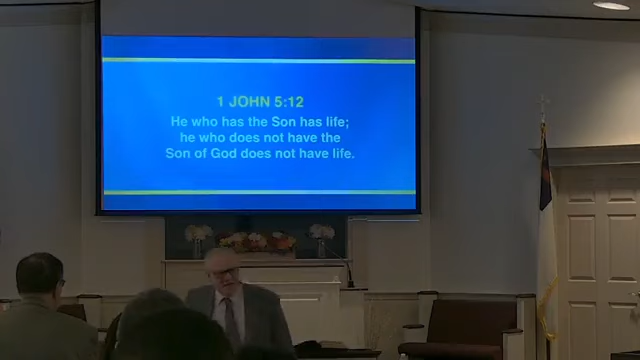 1 JOHN 5:12
He who has the Son has life;
he who does not have the
Son of God does not have life.